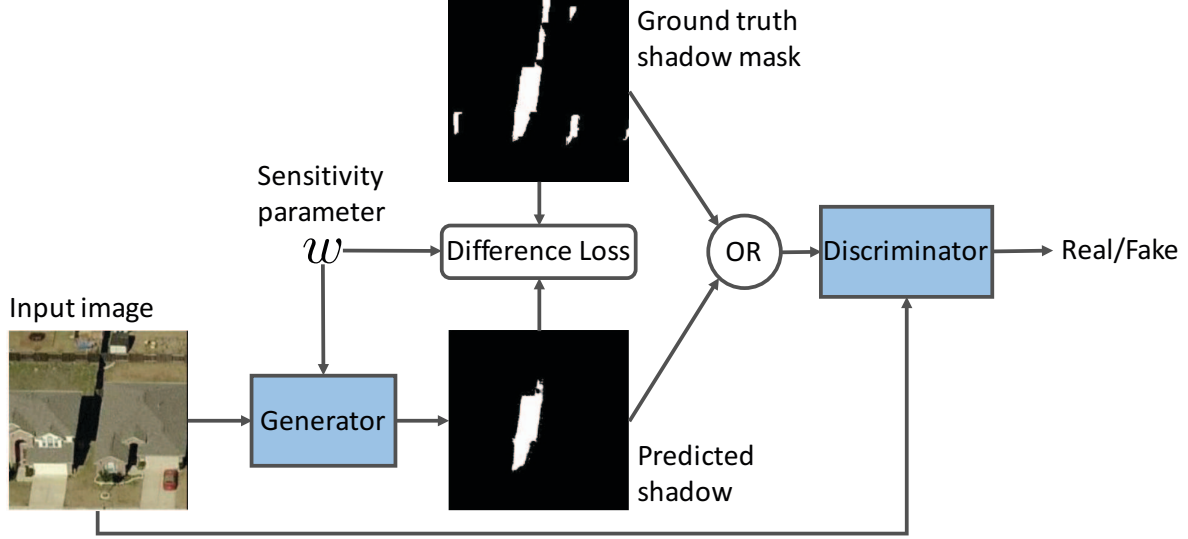 Ground truth
shadow mask
Sensitivity
parameter
w
Difference Loss
OR
Discriminator
Real/Fake
Input image
Generator
Predicted
shadow